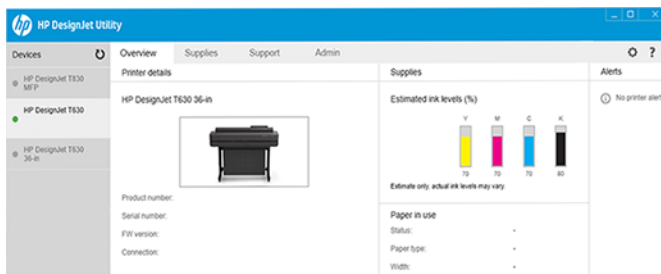 hp HP DesignJet Utility
Devices
Overview Supplies Support Admin
?
HP DesignJet T830
MFP
HP DesignJet T630
HP DesignJet T630
36-in
Printer details
HP DesignJet T630 36-in
Product number:
Serial number:
FW version:
Connection:
Supplies
Estimated ink levels (%)
Y M C K
70 70 70 80
Estimate only, actual ink levels may vary.
Paper in use
Status: -
Paper type: -
Width: -
Alerts
No printer alert